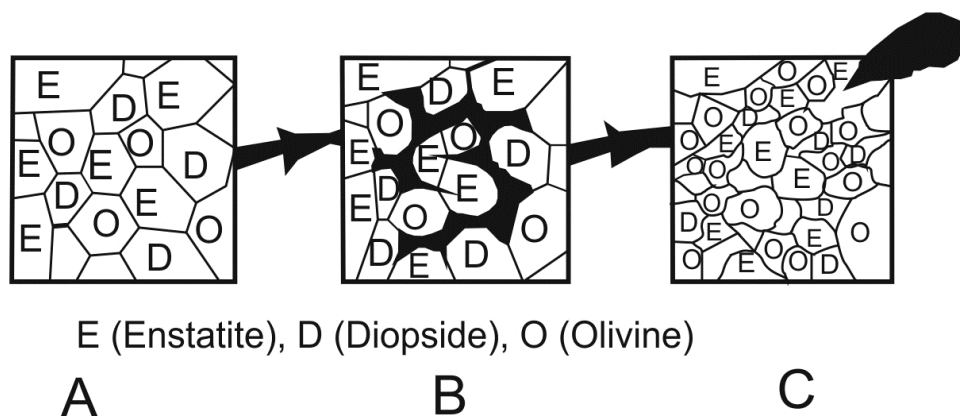 E
D E
O E O D
E
D E
O
E O
D
E D E
O O
E E D
D E
E O O
D E D
E O O E
O E
O D O D O
E E
O O O D
E O
O O D
D E E O
O
O E O D
E (Enstatite), D (Diopside), O (Olivine)
A B C